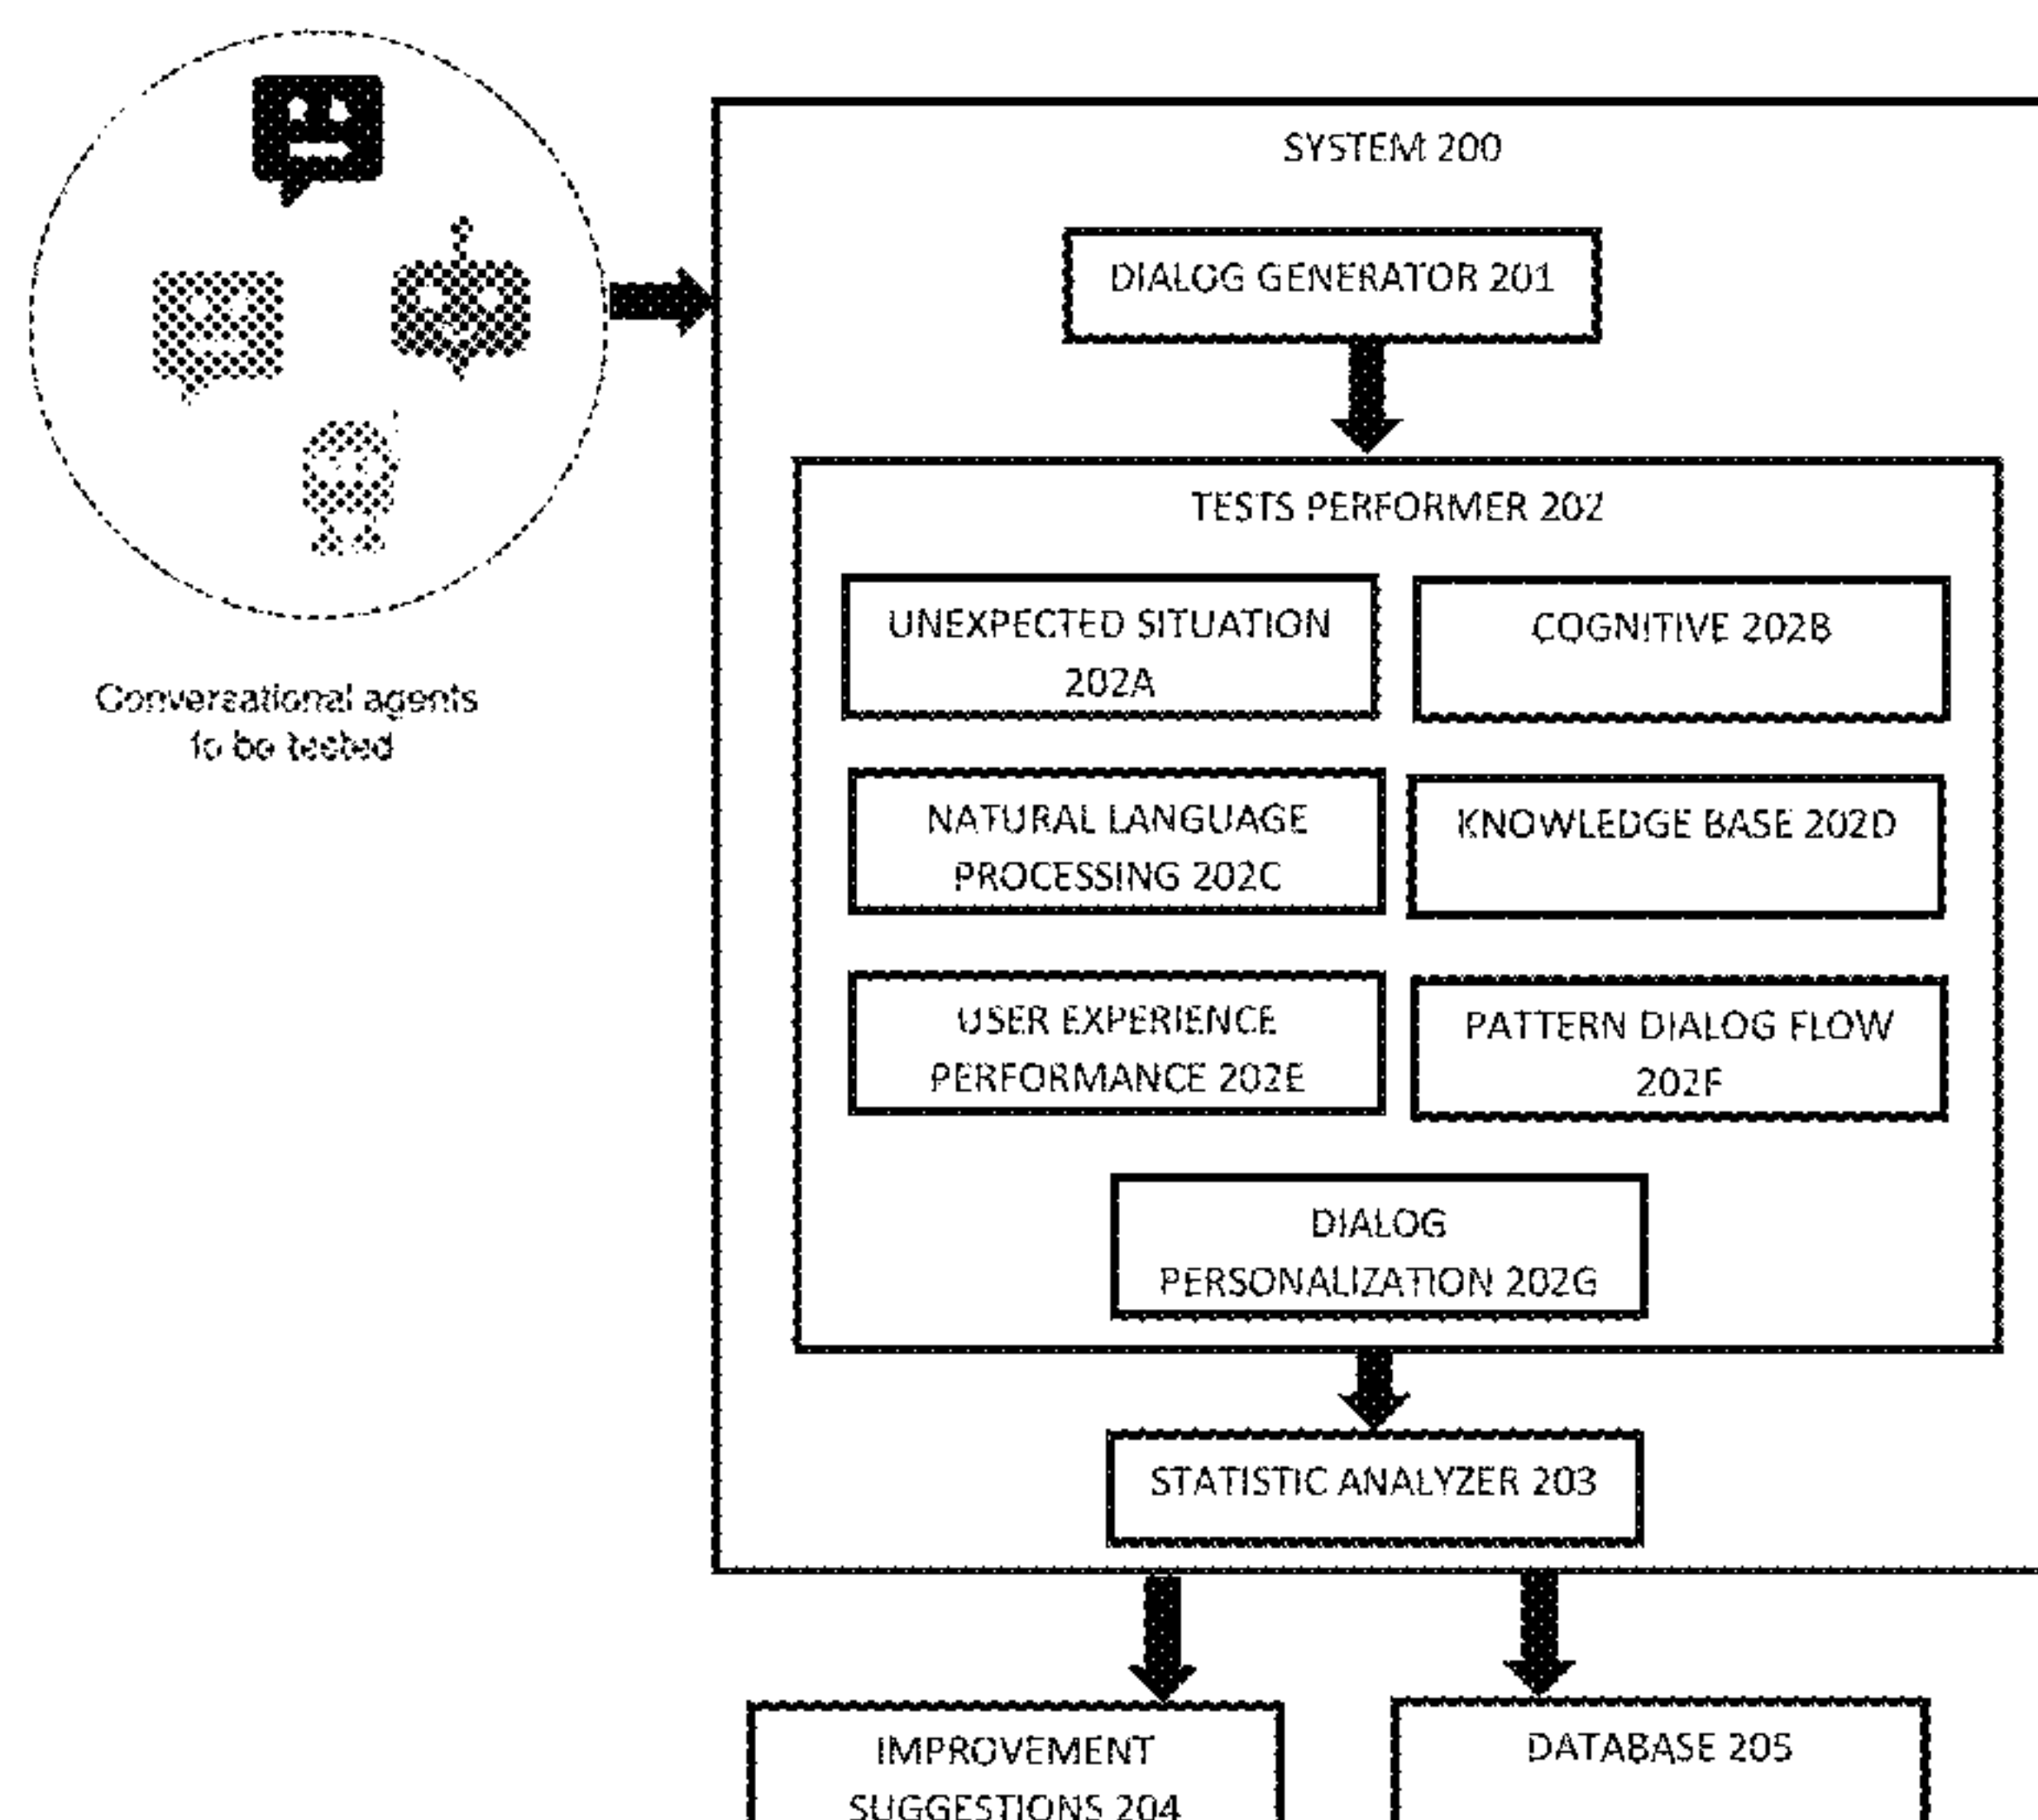 SYSTEM 200
DIALOG GENERATOR 201
TESTS PERFORMER 202
UNEXPECTED SITUATION
202A
COGNITIVE 202B
NATURAL LANGUAGE
PROCESSING 202C
KNOWLEDGE BASE 202D
USER EXPERIENCE
PERFORMANCE 202E
PATTERN DIALOG FLOW
202F
DIALOG
PERSONALIZATION 202G
STATISTIC ANALYZER 203
IMPROVEMENT
SUGGESTIONS 204
DATABASE 205
Conversational agents
to be tested